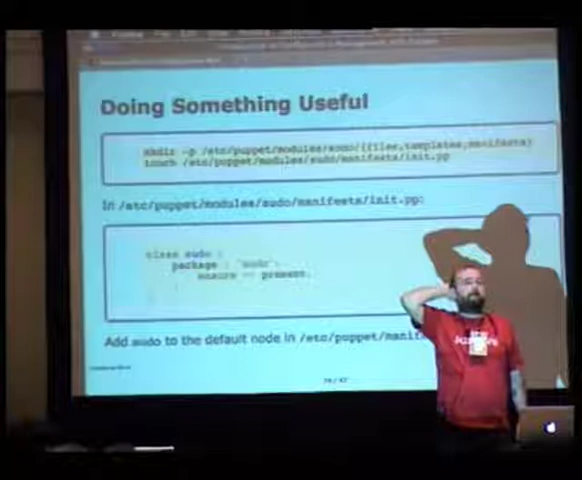 Doing Something Useful
mkdir -p /etc/puppet/modules/sudo/{files,templates,manifests}
touch /etc/puppet/modules/sudo/manifests/init.pp
In /etc/puppet/modules/sudo/manifests/init.pp:
class sudo {
package { 'sudo':
ensure => present,
Add sudo to the default node in /etc/puppet/manif